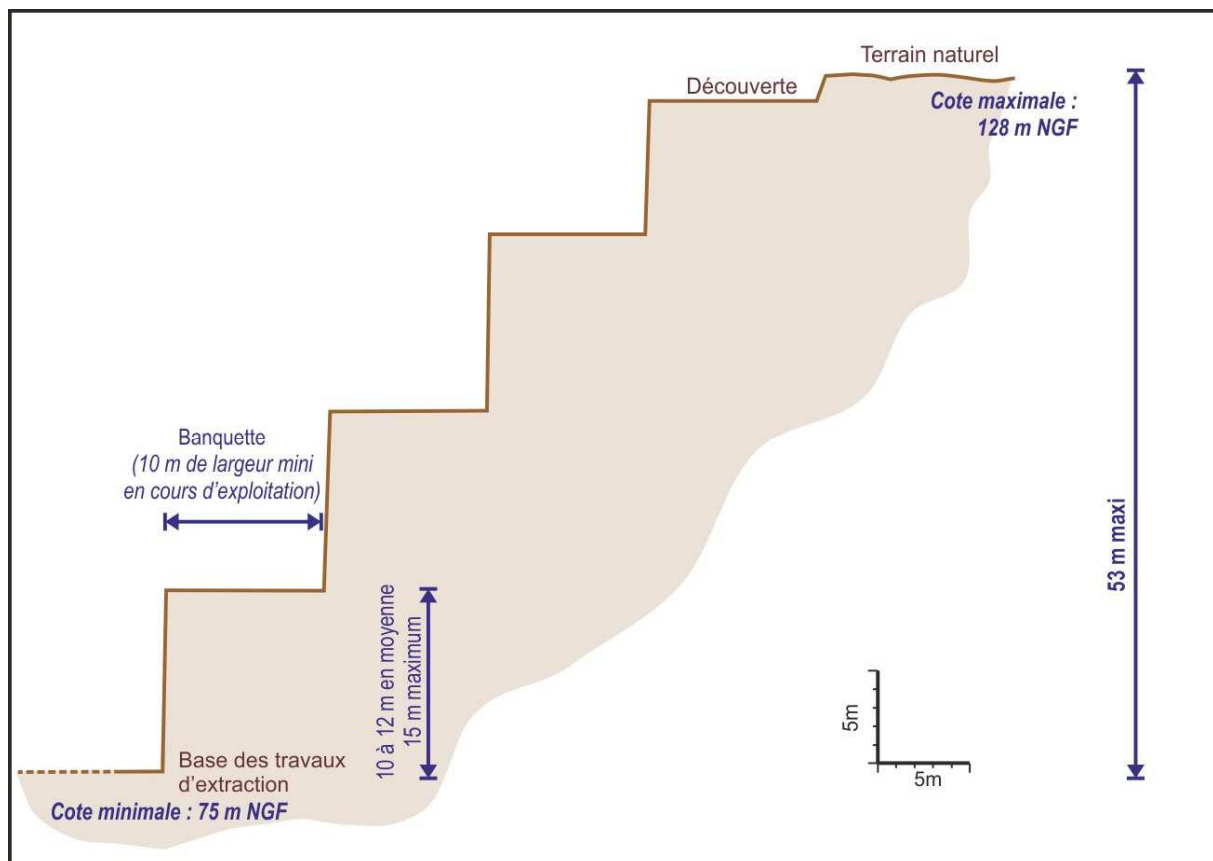 Terrain naturel
Découverte
Cote maximale :
128 m NGF
Banquette
(10 m de largeur mini
en cours d’exploitation)
53 m maxi
10 à 12 m en moyenne
15 m maximum
5m
5m
Base des travaux
d’extraction
Cote minimale : 75 m NGF